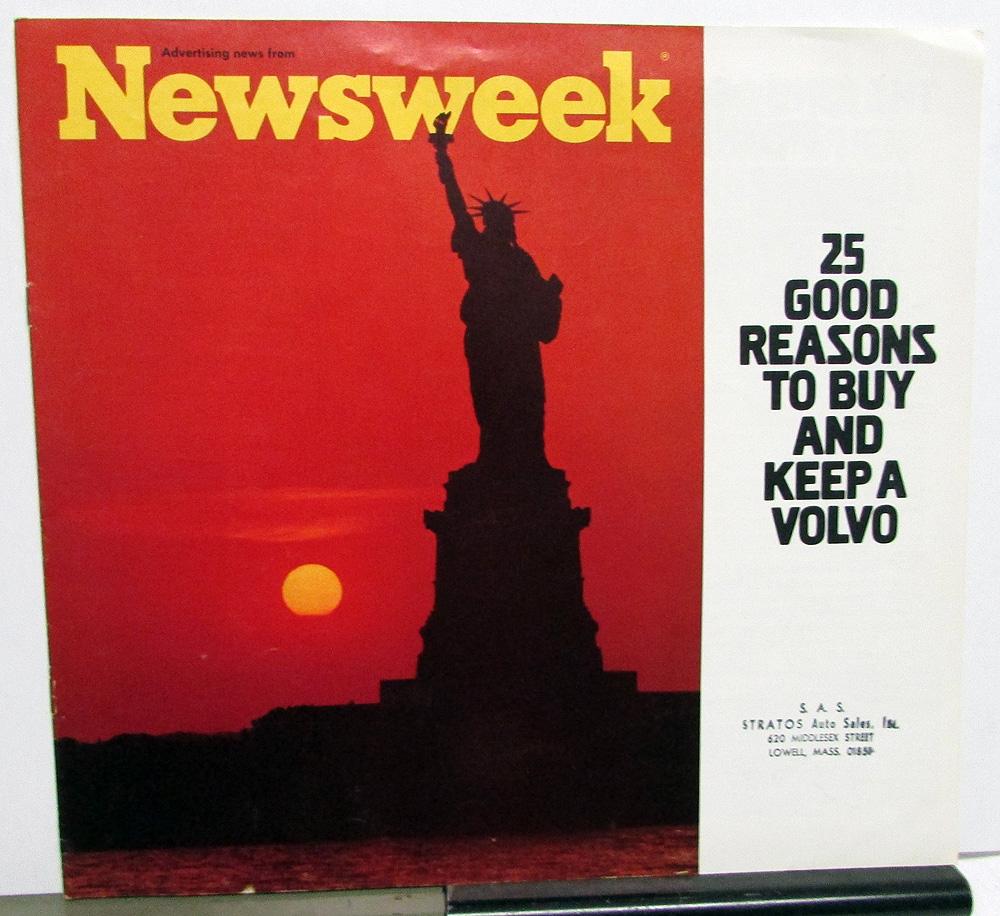 Advertising news from
Newsweek®
25
GOOD
REASONS
TO BUY
AND
KEEP A
VOLVO
S. A. S.
STRATOS Auto Sales, Inc.
620 MIDDLESEX STREET
LOWELL, MASS.